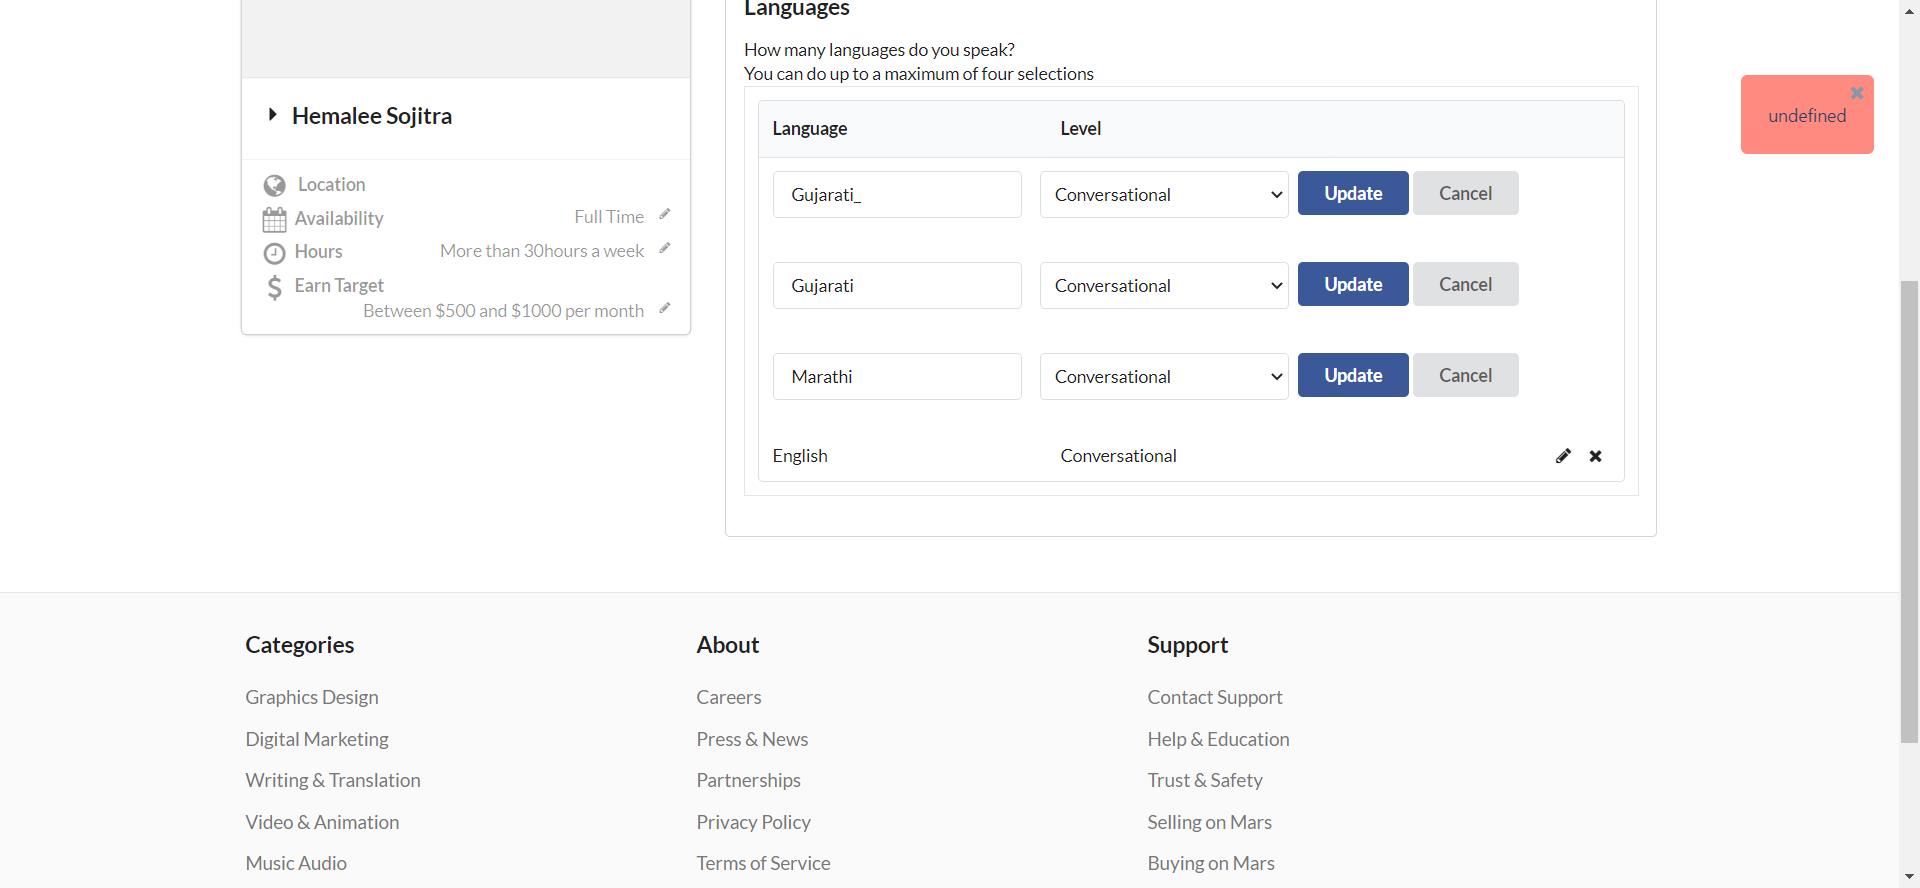 Languages
How many languages do you speak?
You can do up to a maximum of four selections
Hemalee Sojitra
Location
Availability Full Time
Hours More than 30hours a week
Earn Target
Between $500 and $1000 per month
Language Level
Gujarati_ Conversational Update Cancel
Gujarati Conversational Update Cancel
Marathi Conversational Update Cancel
English Conversational
undefined
Categories
Graphics Design
Digital Marketing
Writing & Translation
Video & Animation
Music Audio
About
Careers
Press & News
Partnerships
Privacy Policy
Terms of Service
Support
Contact Support
Help & Education
Trust & Safety
Selling on Mars
Buying on Mars